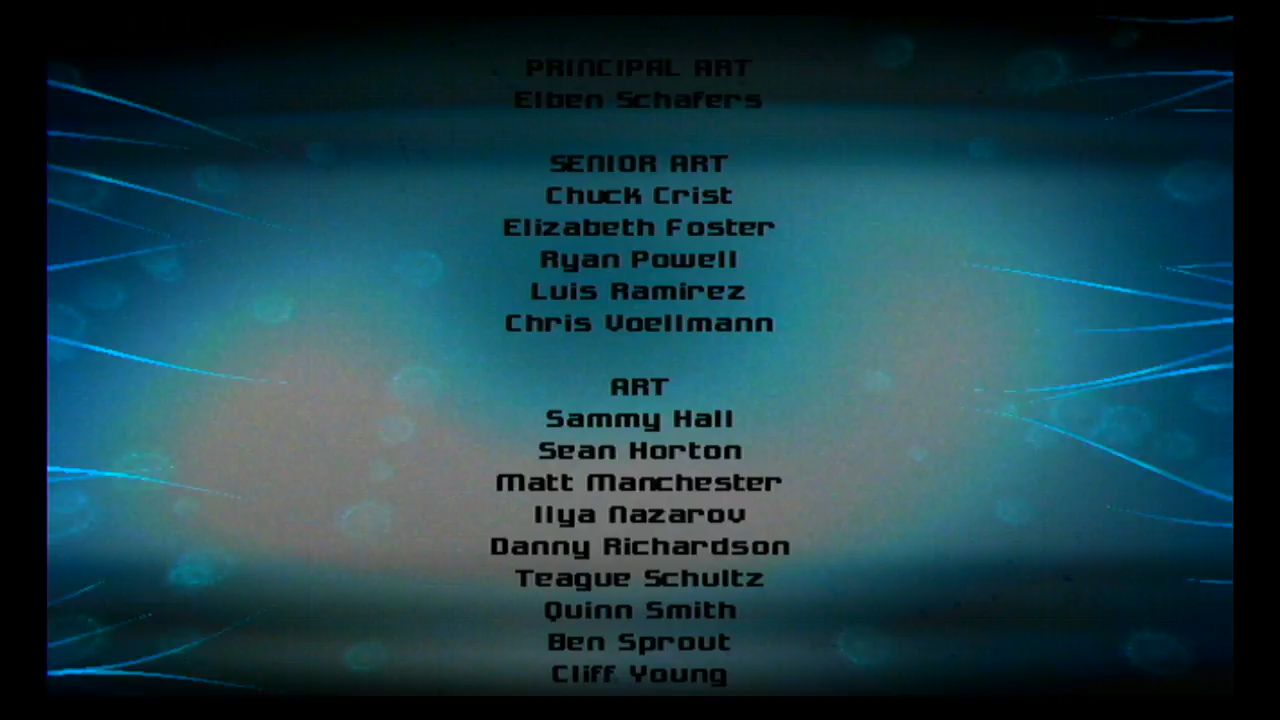 PRINCIPAL ART
Elben Schafers
SENIOR ART
Chuck Crist
Elizabeth Foster
Ryan Powell
Luis Ramirez
Chris Voellmann
ART
Sammy Hall
Sean Horton
Matt Manchester
Ilya Nazarov
Danny Richardson
Teague Schultz
Quinn Smith
Ben Sprout
Cliff Young